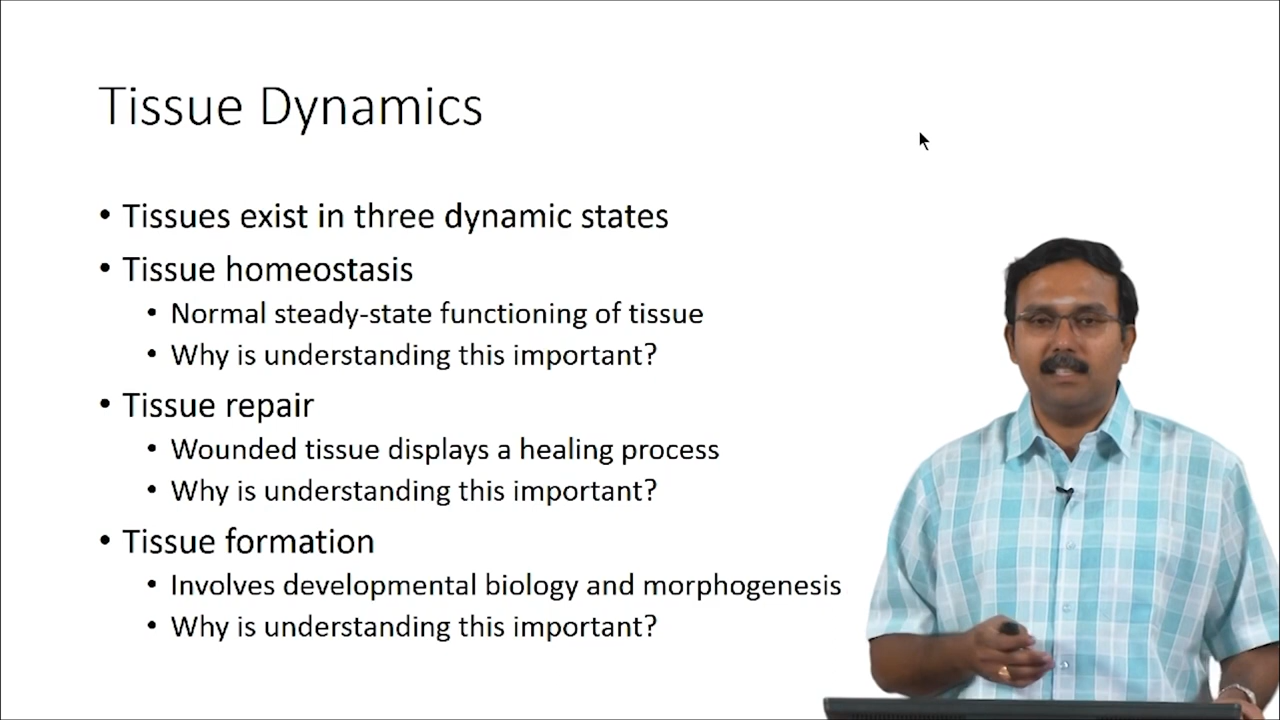 Tissue Dynamics
• Tissues exist in three dynamic states
• Tissue homeostasis
• Normal steady-state functioning of tissue
• Why is understanding this important?
• Tissue repair
• Wounded tissue displays a healing process
• Why is understanding this important?
• Tissue formation
• Involves developmental biology and morphogenesis
• Why is understanding this important?